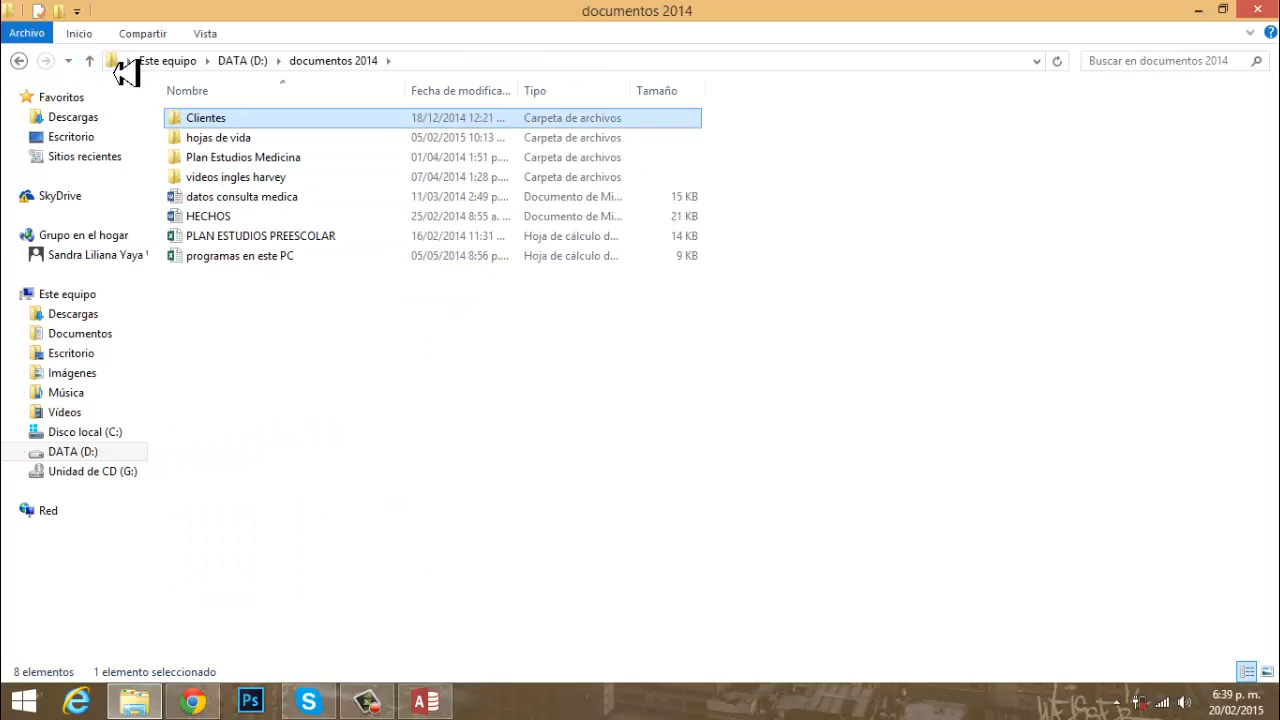 documentos 2014
Archivo Inicio Compartir Vista
Este equipo DATA (D:) documentos 2014 Buscar en documentos 2014
Nombre Fecha de modifica... Tipo Tamaño
Favoritos
Descargas
Escritorio
Sitios recientes
SkyDrive
Grupo en el hogar
Sandra Liliana Yaya
Este equipo
Descargas
Documentos
Escritorio
Imágenes
Música
Vídeos
Disco local (C:)
DATA (D:)
Unidad de CD (G:)
Red
Clientes 18/12/2014 12:21 ... Carpeta de archivos
hojas de vida 05/02/2015 10:13 ... Carpeta de archivos
Plan Estudios Medicina 01/04/2014 1:51 p.... Carpeta de archivos
videos ingles harvey 07/04/2014 1:28 p.... Carpeta de archivos
datos consulta medica 11/03/2014 2:49 p.... Documento de Mi... 15 KB
HECHOS 25/02/2014 8:55 a. ... Documento de Mi... 21 KB
PLAN ESTUDIOS PREESCOLAR 16/02/2014 11:31 ... Hoja de cálculo d... 14 KB
programas en este PC 05/05/2014 8:56 p.... Hoja de cálculo d... 9 KB
8 elementos 1 elemento seleccionado
Ps
S
A
6:39 p. m.
20/02/2015